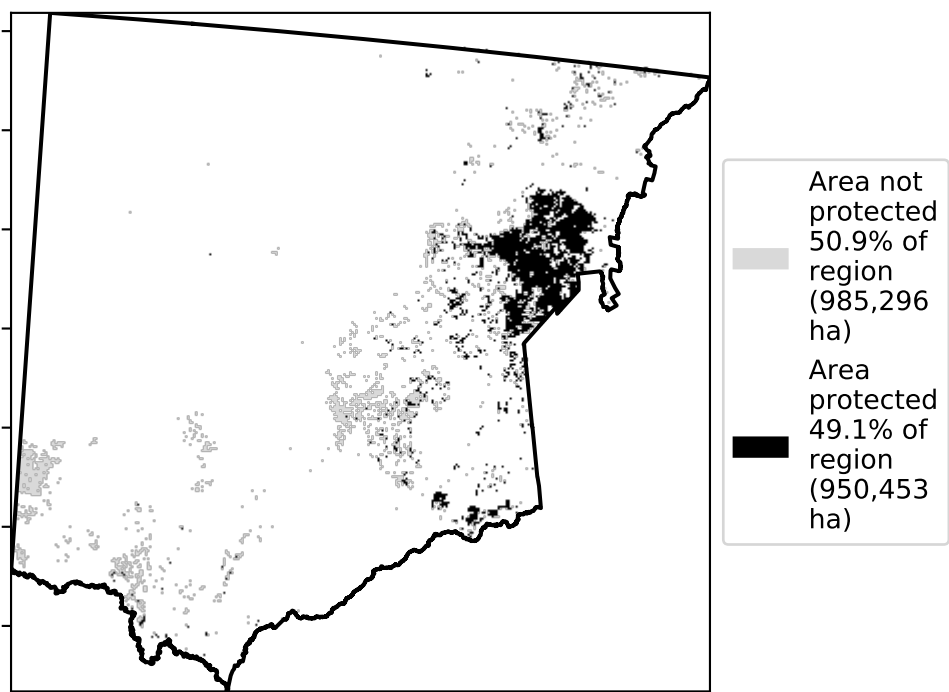 Area not
protected
50.9% of
region
(985,296
ha)
Area
protected
49.1% of
region
(950,453
ha)